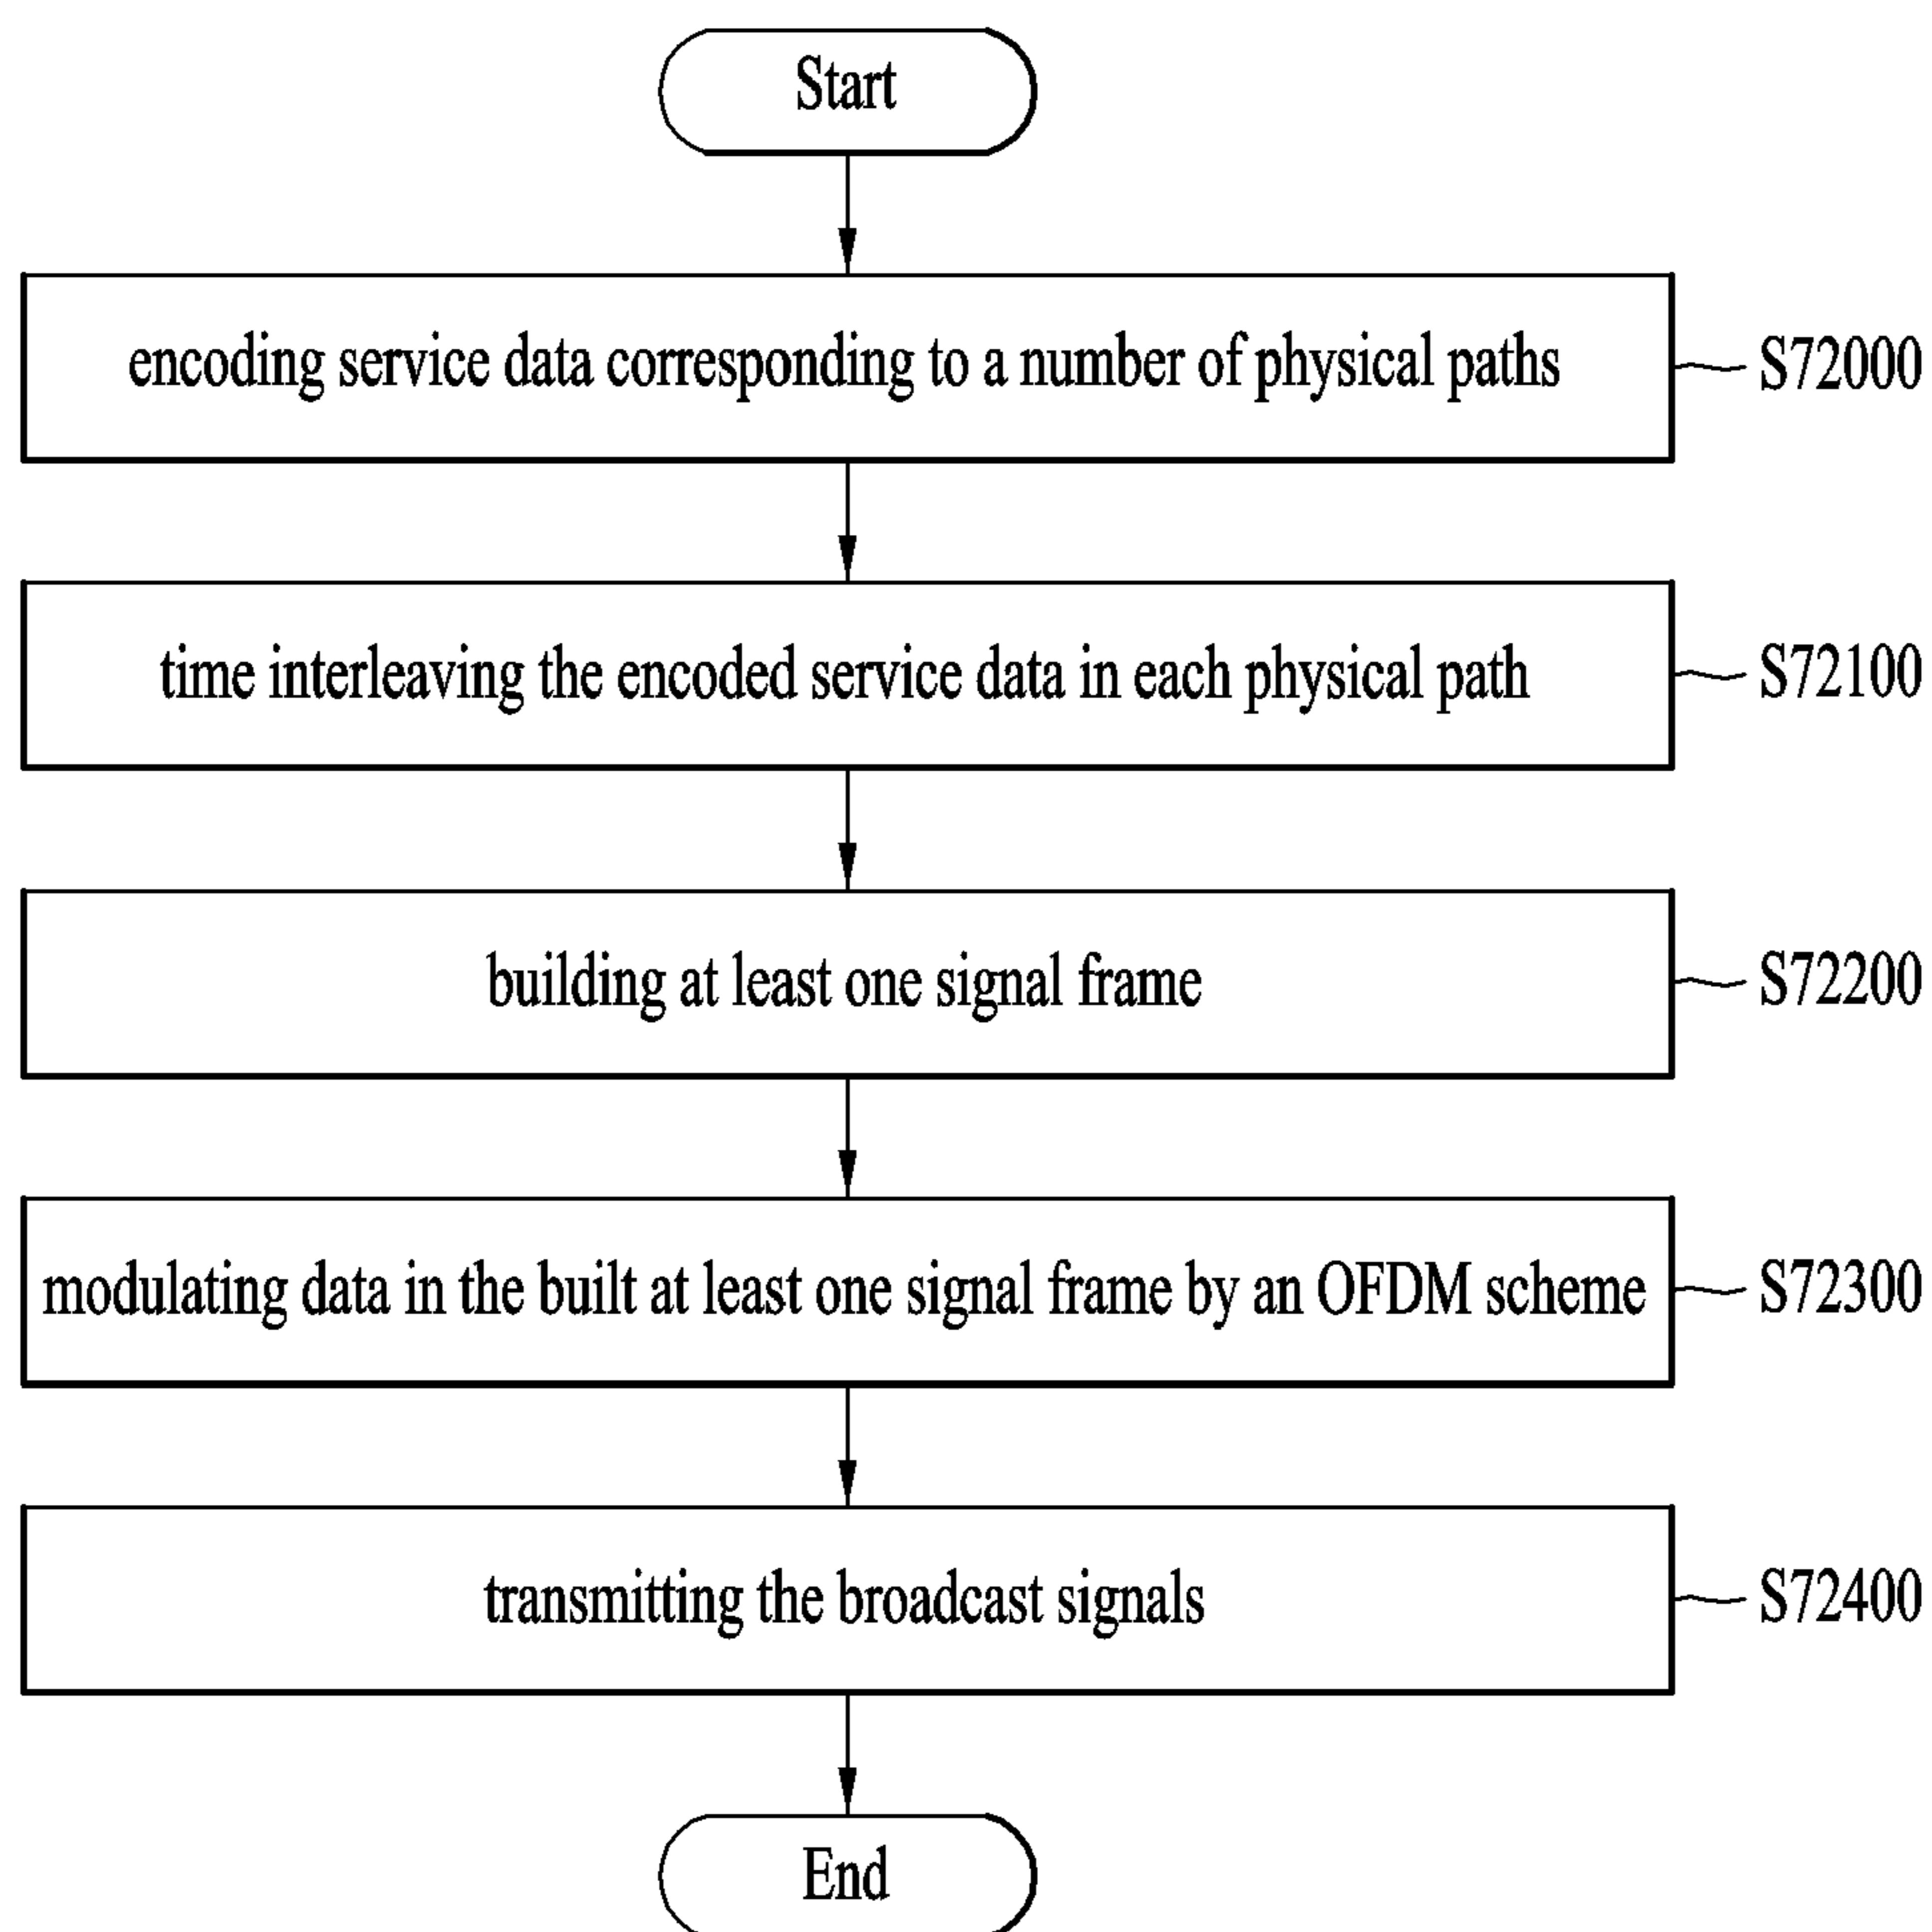 Start
encoding service data corresponding to a number of physical paths
S72000
time interleaving the encoded service data in each physical path
S72100
building at least one signal frame
S72200
modulating data in the built at least one signal frame by an OFDM scheme
S72300
transmitting the broadcast signals
S72400
End